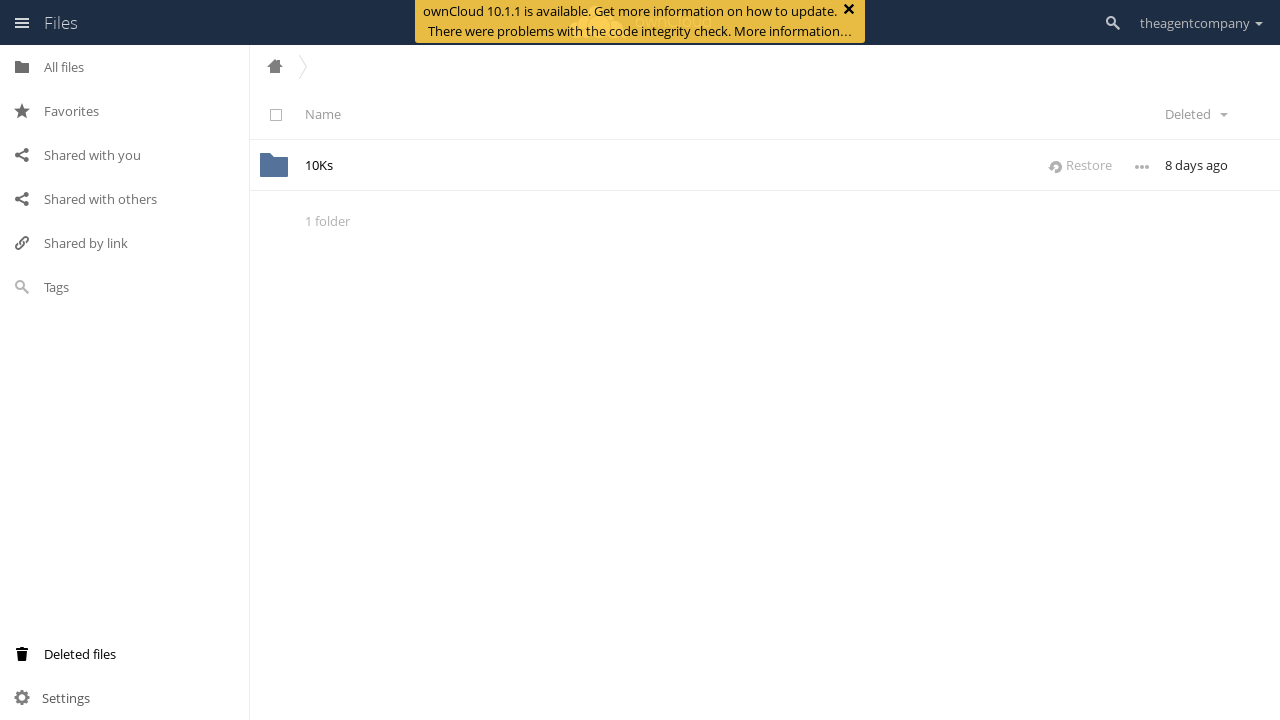 Files
ownCloud 10.1.1 is available. Get more information on how to update.
There were problems with the code integrity check. More information…
theagentcompany
All files
Favorites
Shared with you
Shared with others
Shared by link
Tags
Deleted files
Settings
Name
Deleted
10Ks
Restore
8 days ago
1 folder